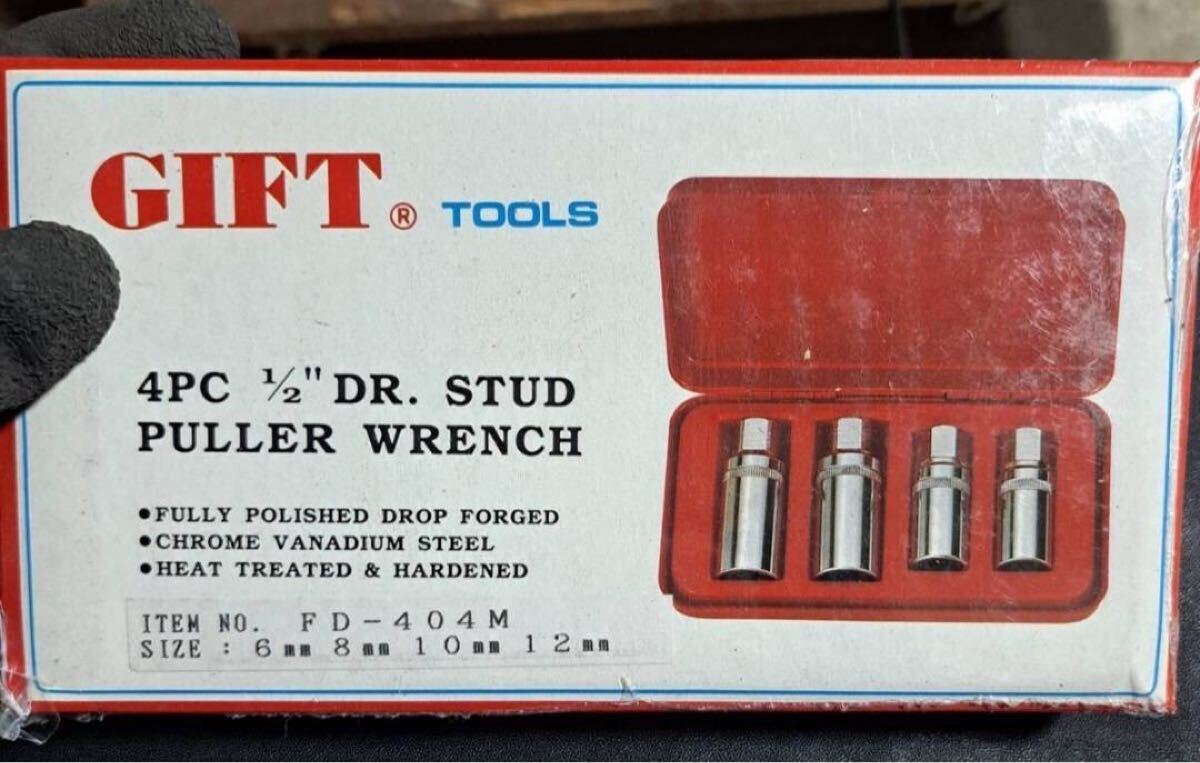 GIFT® TOOLS
4PC ½" DR. STUD
PULLER WRENCH
•FULLY POLISHED DROP FORGED
•CHROME VANADIUM STEEL
•HEAT TREATED & HARDENED
ITEM NO. FD-404M
SIZE : 6mm 8mm 10mm 12mm